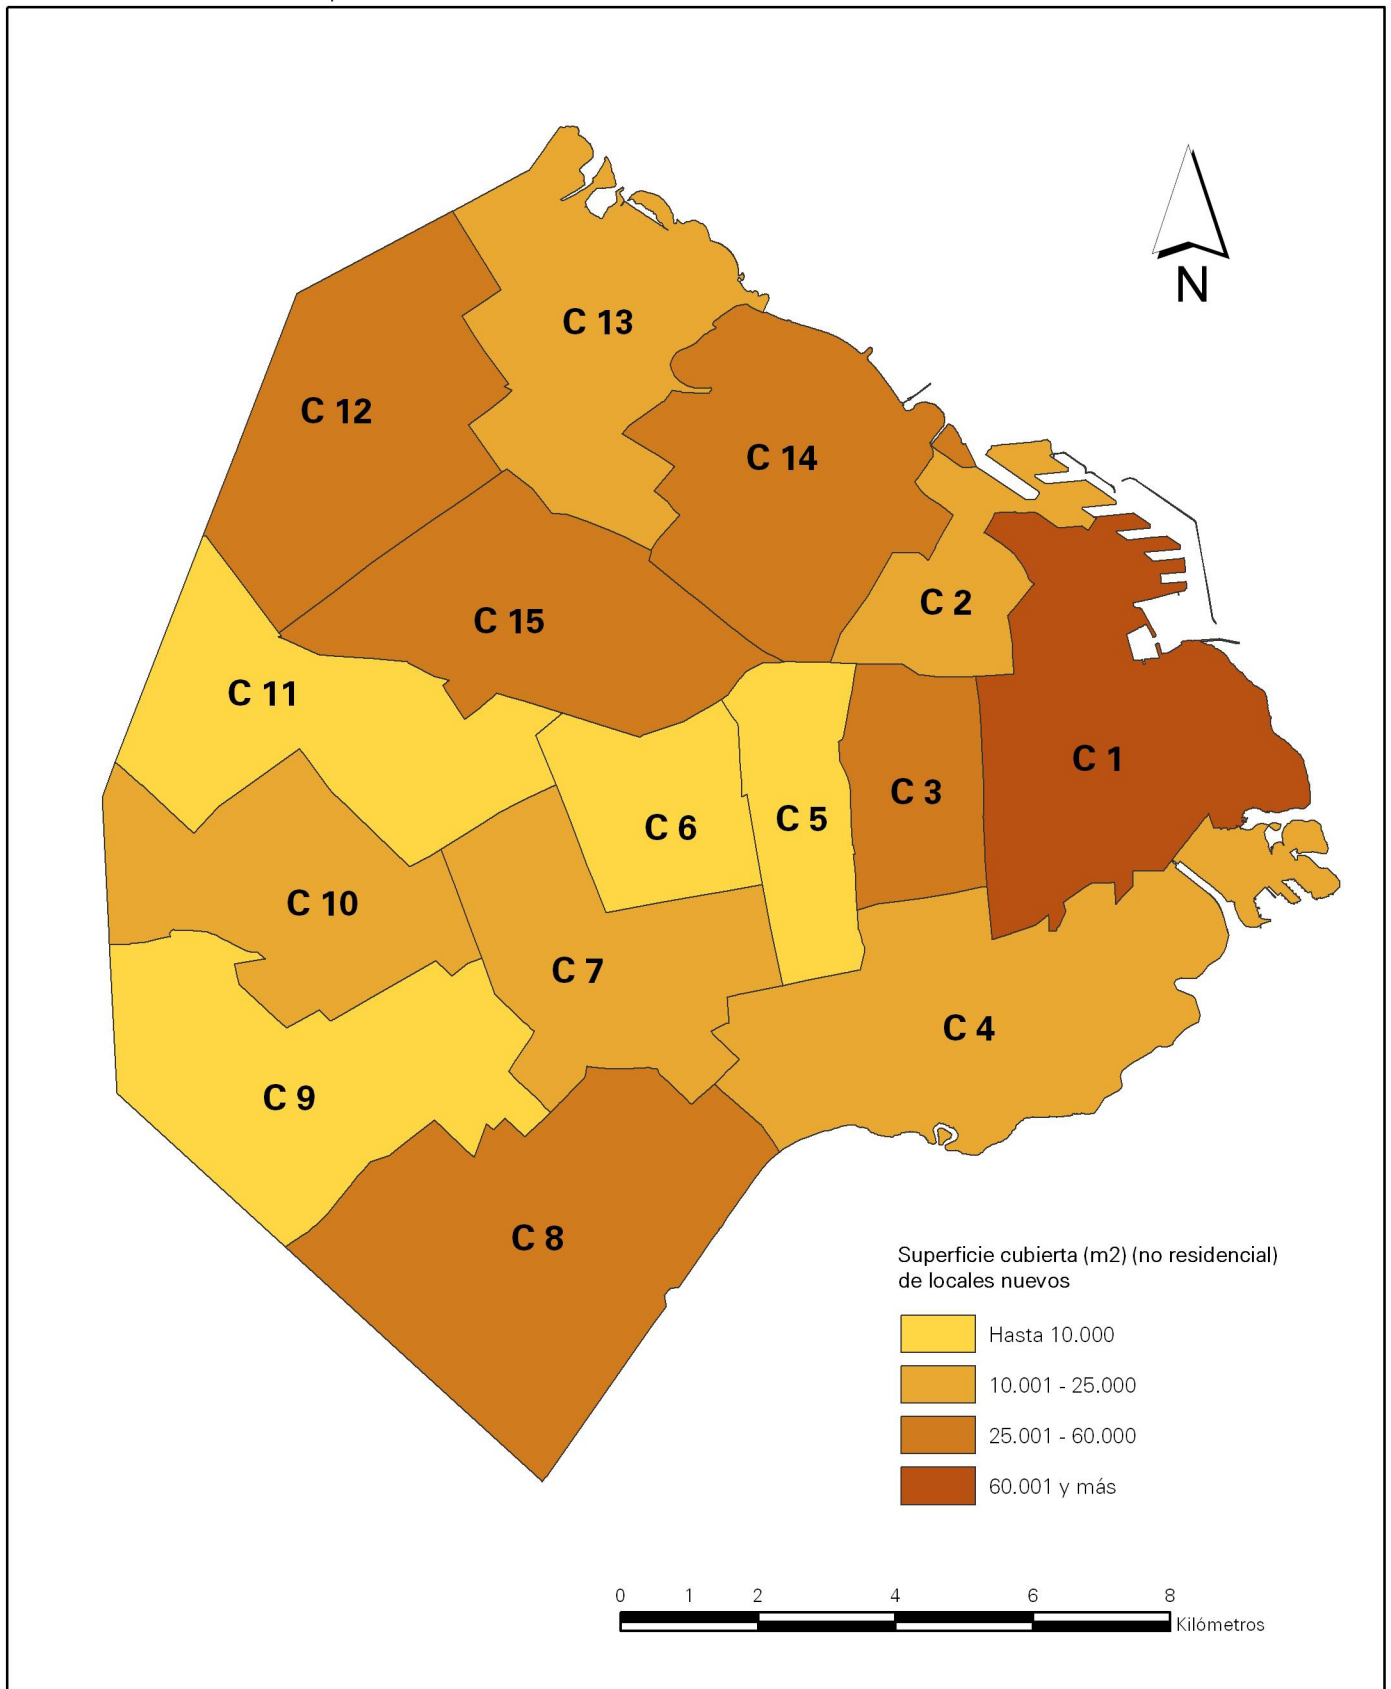 N
C 13
C 12
C 14
C 2
C 15
C 11
C 1
C 3
C 5
C 6
C 10
C 7
C 4
C 9
C 8
Superficie cubierta (m2) (no residencial)
de locales nuevos
Hasta 10.000
10.001 - 25.000
25.001 - 60.000
60.001 y más
0 1 2 4 6 8
Kilómetros